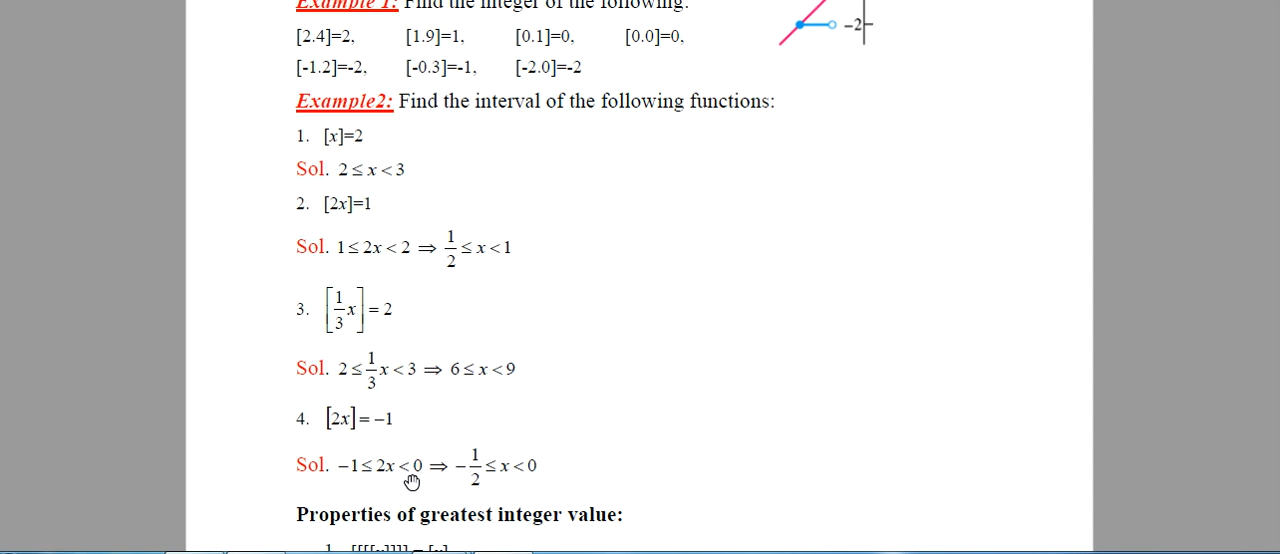 Example 1: Find the integer of the following:
[2.4]=2, [1.9]=1, [0.1]=0, [0.0]=0,
[-1.2]=-2, [-0.3]=-1, [-2.0]=-2
−2
Example2: Find the interval of the following functions:
1. [x]=2
Sol. 2≤x<3
2. [2x]=1
Sol. 1≤2x<2 ⇒ 1/2≤x<1
3. [1/3x]=2
Sol. 2≤1/3x<3 ⇒ 6≤x<9
4. [2x]=−1
Sol. −1≤2x<0 ⇒ −1/2≤x<0
Properties of greatest integer value: